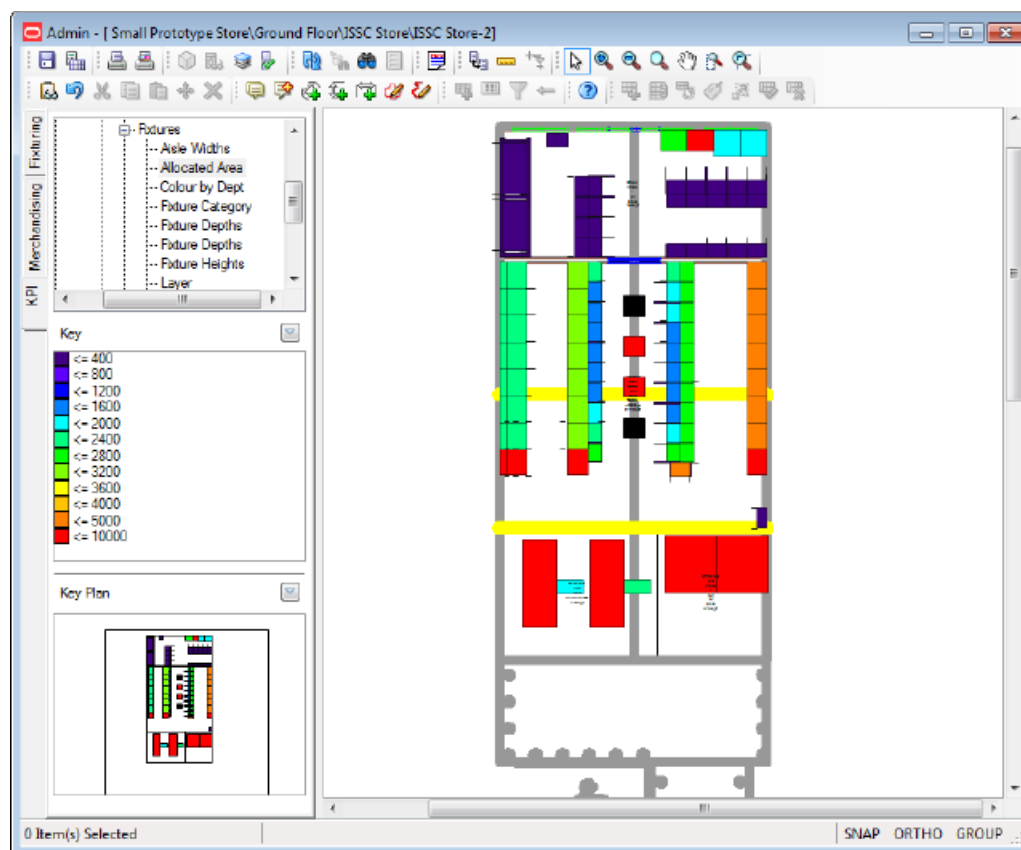 Admin - [ Small Prototype Store\Ground Floor\ISSC Store\ISSC Store-2]
Fixturing
Merchandising
KPI
Fixtures
Aisle Widths
Allocated Area
Colour by Dept
Fixture Category
Fixture Depths
Fixture Depths
Fixture Heights
Layer
Key
<= 400
<= 800
<= 1200
<= 1600
<= 2000
<= 2400
<= 2800
<= 3200
<= 3600
<= 4000
<= 5000
<= 10000
Key Plan
0 Item(s) Selected
SNAP ORTHO GROUP